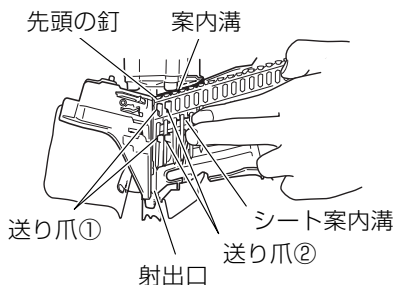 先頭の釘
案内溝
送り爪①
シート案内溝
送り爪②
射出口